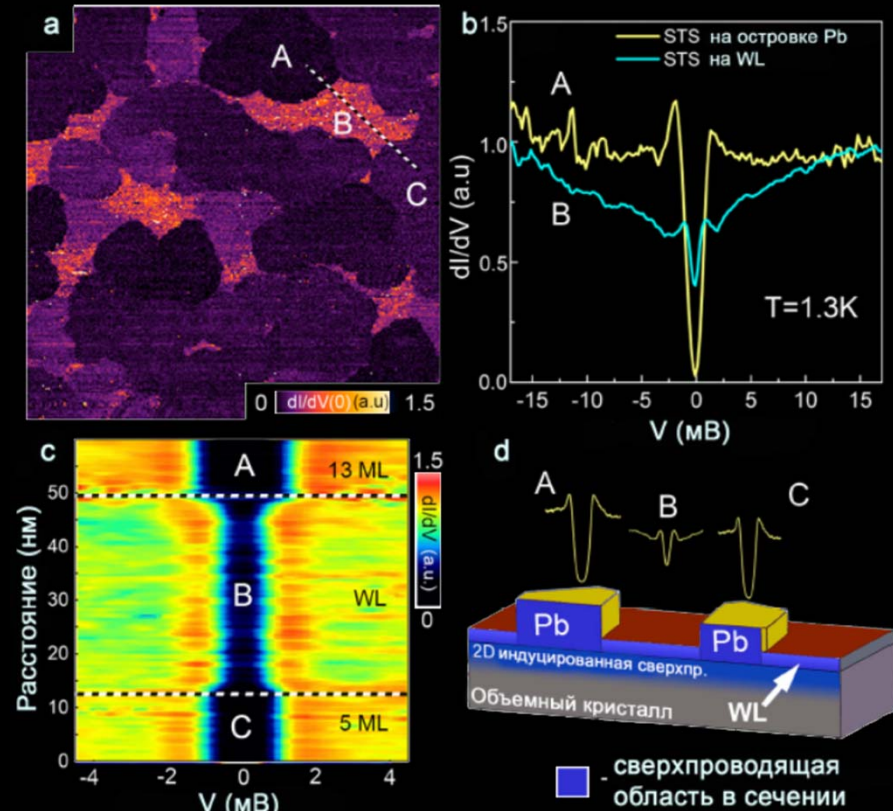 a
A
B
C
0 dI/dV(0) (a.u) 1.5
b
STS на островке Pb
STS на WL
1.5
1.0
0.5
0.0
dI/dV (a.u)
A
B
T=1.3K
-15 -10 -5 0 5 10 15
V (мВ)
c
A
13 ML
B
WL
C
5 ML
50
40
30
20
10
0
Расстояние (нм)
-4 -2 0 2 4
V (мВ)
1.5
dI/dV (a.u.)
0
d
A
B
C
Pb
Pb
2D индуцированная сверхпр.
Объемный кристалл
WL
- сверхпроводящая
область в сечении